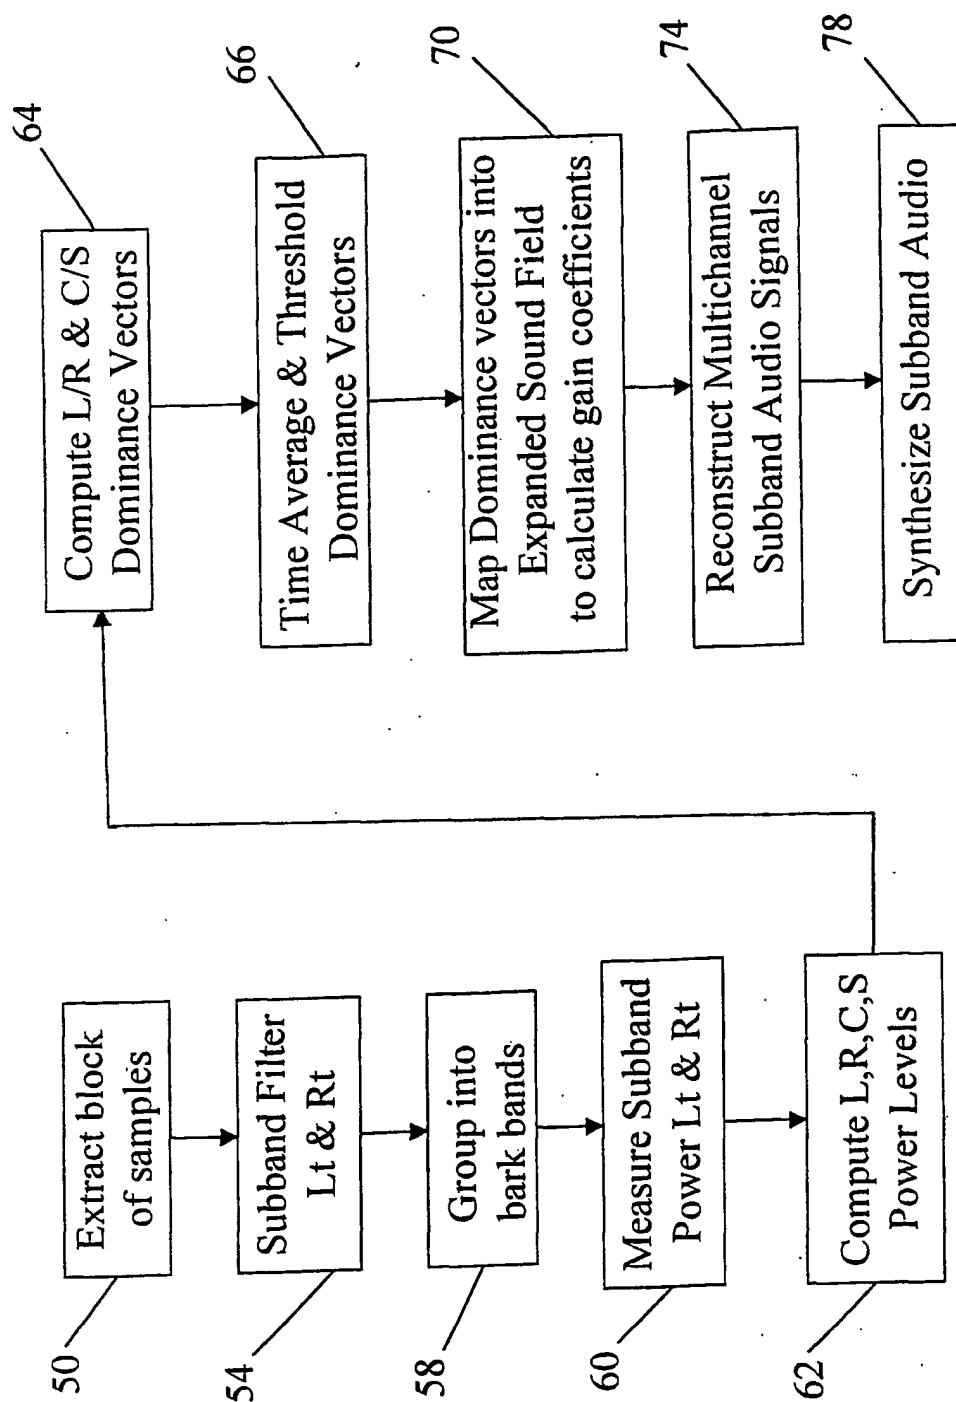 50
Extract block
of samples
54
Subband Filter
Lt & Rt
58
Group into
bark bands
60
Measure Subband
Power Lt & Rt
62
Compute L,R,C,S
Power Levels
64
Compute L/R & C/S
Dominance Vectors
66
Time Average & Threshold
Dominance Vectors
70
Map Dominance vectors into
Expanded Sound Field
to calculate gain coefficients
74
Reconstruct Multichannel
Subband Audio Signals
78
Synthesize Subband Audio